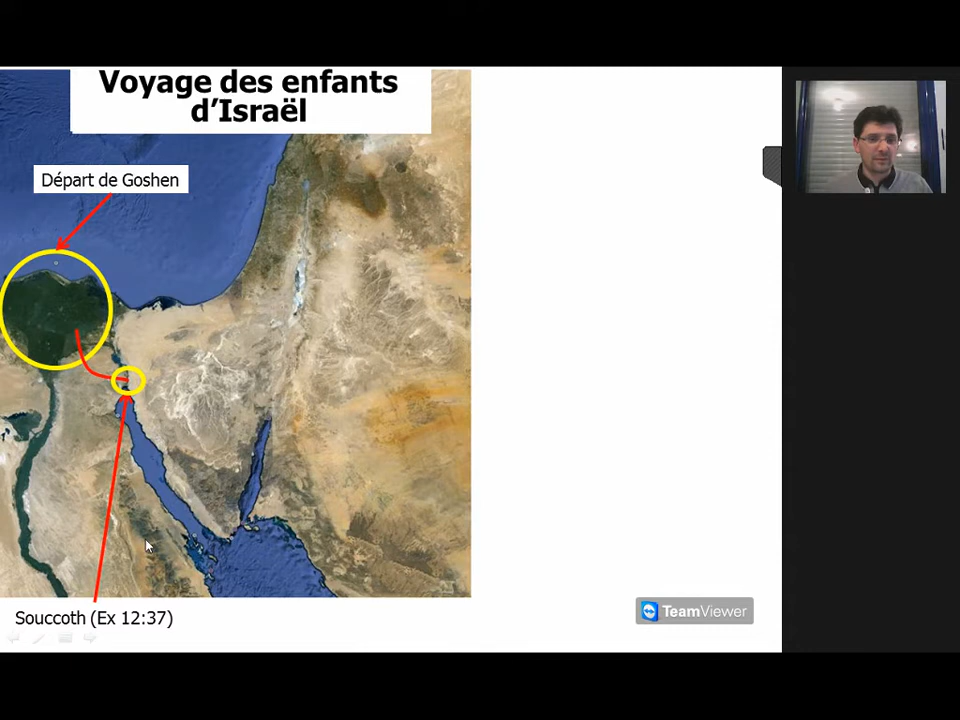 Voyage des enfants
d’Israël
Départ de Goshen
Souccoth (Ex 12:37)
TeamViewer